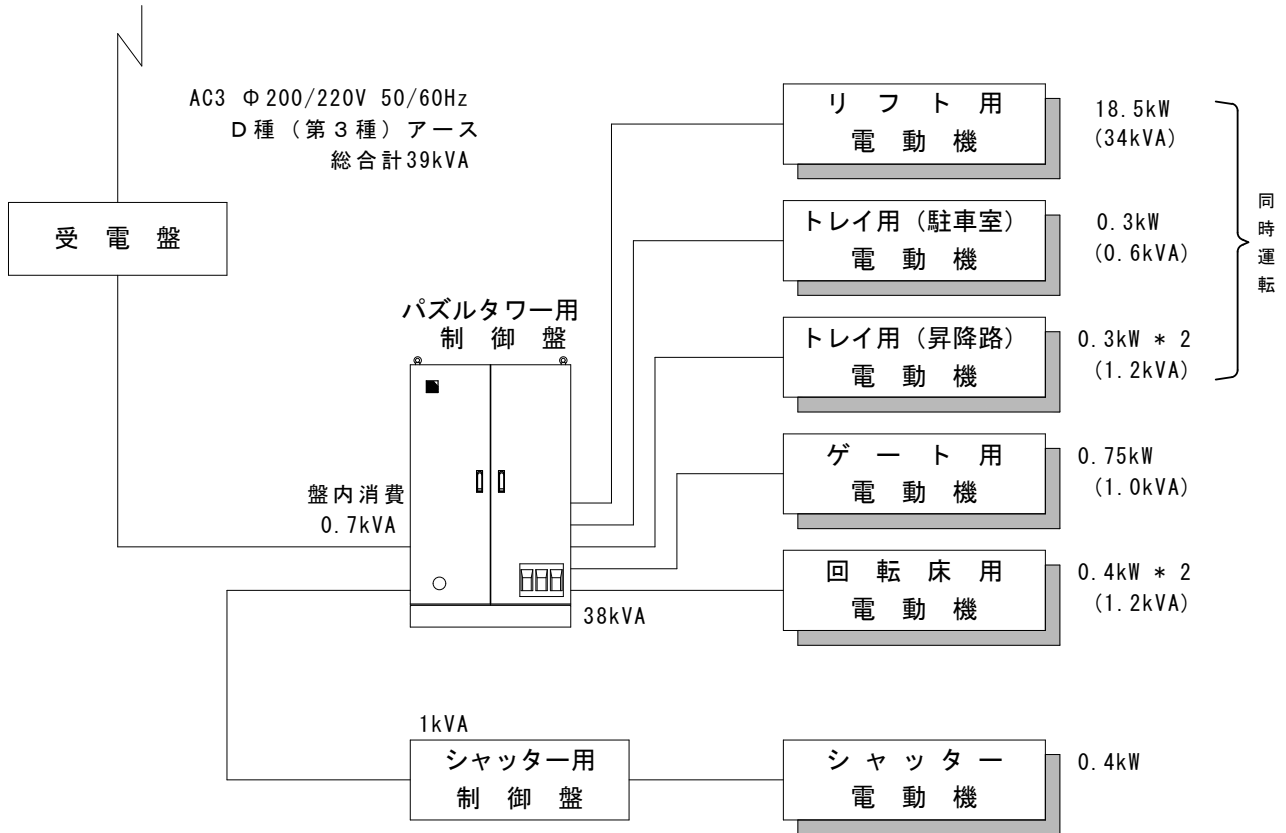 AC3 Φ200/220V 50/60Hz
D種（第3種）アース
総合計39kVA
受電盤
パズルタワー用
制御盤
盤内消費
0.7kVA
38kVA
リフト用
電動機
18.5kW
(34kVA)
トレイ用（駐車室）
電動機
0.3kW
(0.6kVA)
トレイ用（昇降路）
電動機
0.3kW * 2
(1.2kVA)
同時運転
ゲート用
電動機
0.75kW
(1.0kVA)
回転床用
電動機
0.4kW * 2
(1.2kVA)
1kVA
シャッター用
制御盤
シャッター
電動機
0.4kW